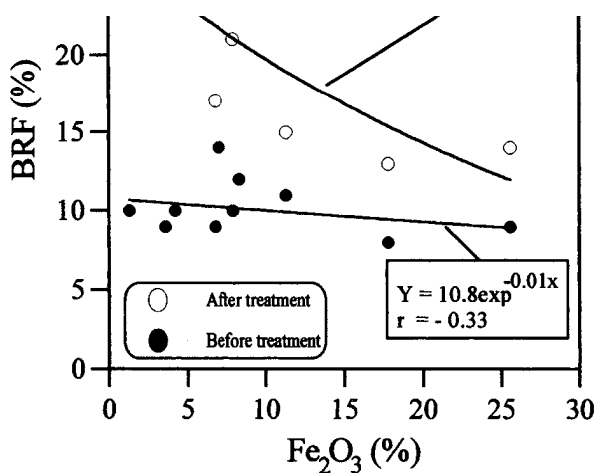 BRF (%)
20
15
10
5
0
After treatment
Before treatment
Y = 10.8exp^-0.01x
r = - 0.33
0 5 10 15 20 25 30
Fe₂O₃ (%)